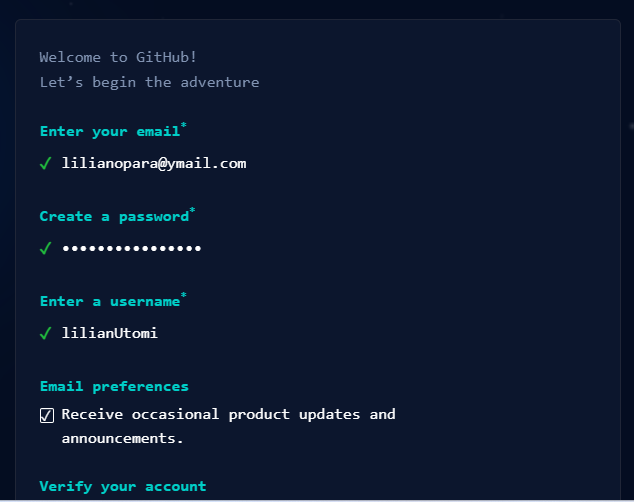 Welcome to GitHub!
Let’s begin the adventure
Enter your email*
✓ lilianopara@ymail.com
Create a password*
✓ ••••••••••••••••
Enter a username*
✓ lilianUtomi
Email preferences
☑ Receive occasional product updates and
announcements.
Verify your account